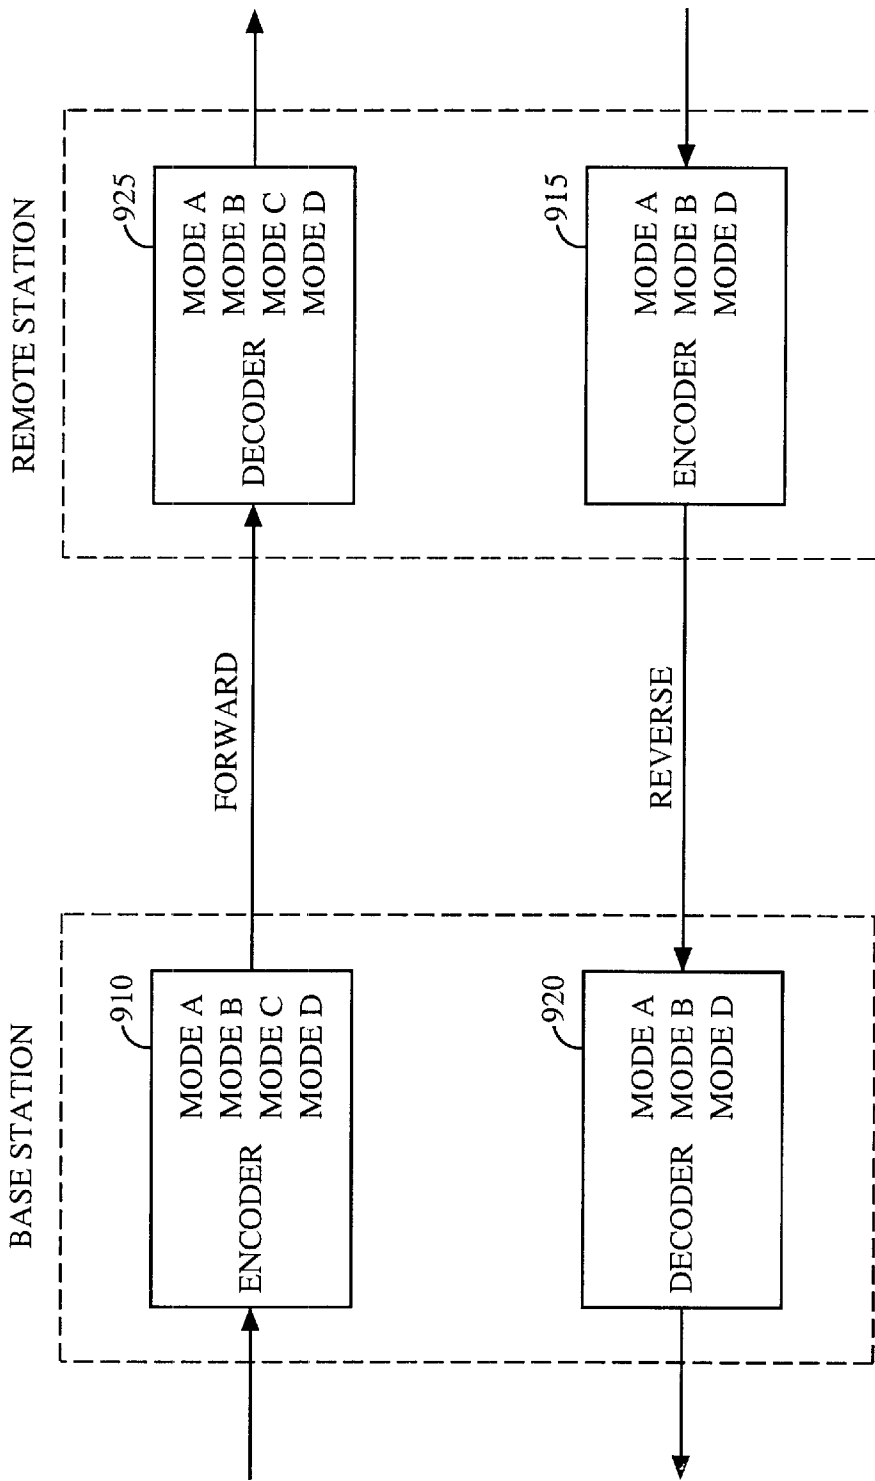 BASE STATION
REMOTE STATION
910
ENCODER
MODE A
MODE B
MODE C
MODE D
FORWARD
925
DECODER
MODE A
MODE B
MODE C
MODE D
920
DECODER
MODE A
MODE B
MODE D
REVERSE
915
ENCODER
MODE A
MODE B
MODE D